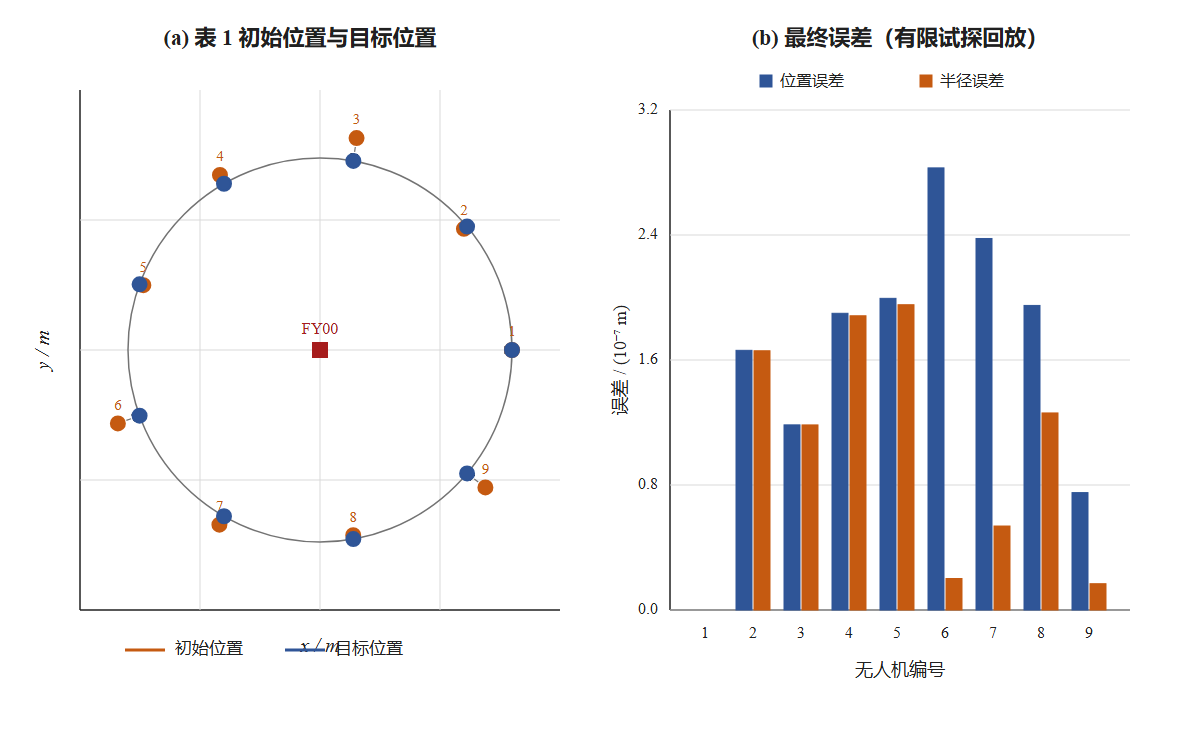 (a) 表 1 初始位置与目标位置
3
4
2
5
FY00
1
y / m
6
9
7
8
初始位置
x / m
目标位置
(b) 最终误差（有限试探回放）
位置误差
半径误差
3.2
2.4
1.6
0.8
0.0
误差 / (10⁻⁷ m)
1 2 3 4 5 6 7 8 9
无人机编号